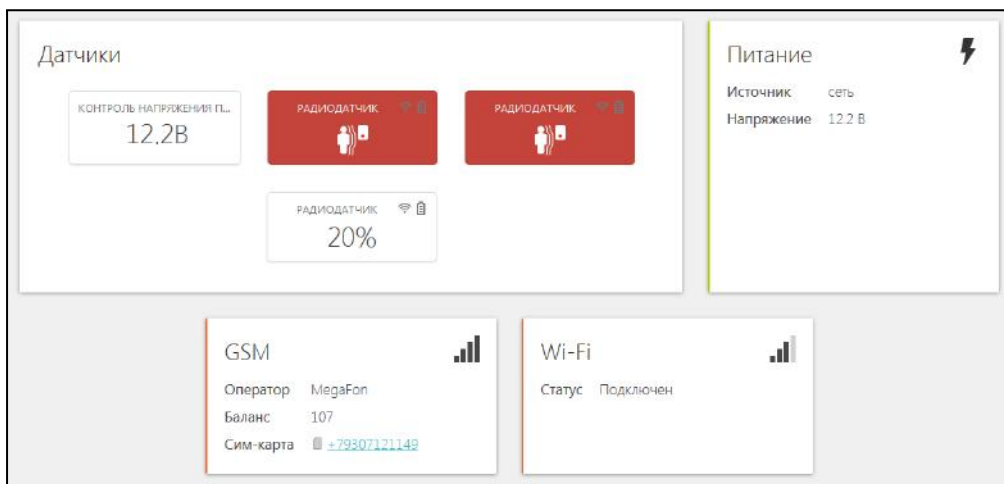 Датчики
КОНТРОЛЬ НАПРЯЖЕНИЯ П...
12,2В
РАДИОДАТЧИК
РАДИОДАТЧИК
РАДИОДАТЧИК
20%
Питание
Источник сеть
Напряжение 12.2 В
GSM
Оператор MegaFon
Баланс 107
Сим-карта +79307121149
Wi-Fi
Статус Подключен